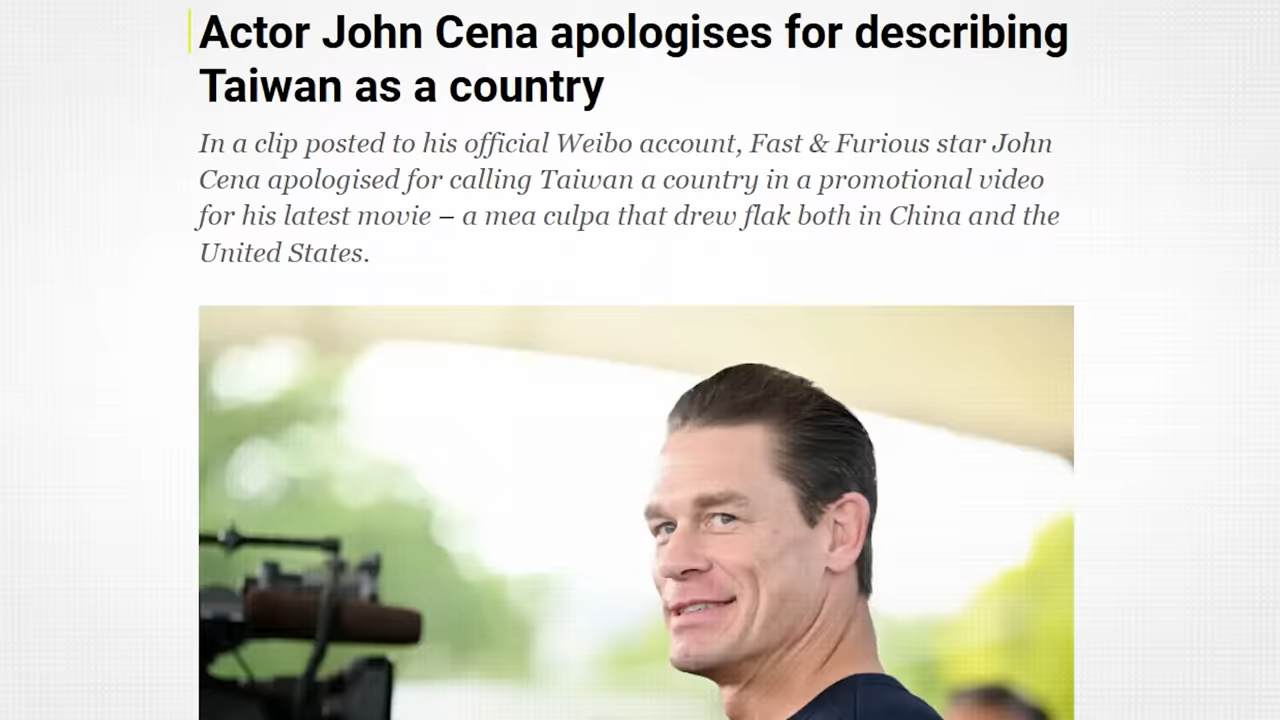 Actor John Cena apologises for describing
Taiwan as a country
In a clip posted to his official Weibo account, Fast & Furious star John
Cena apologised for calling Taiwan a country in a promotional video
for his latest movie – a mea culpa that drew flak both in China and the
United States.